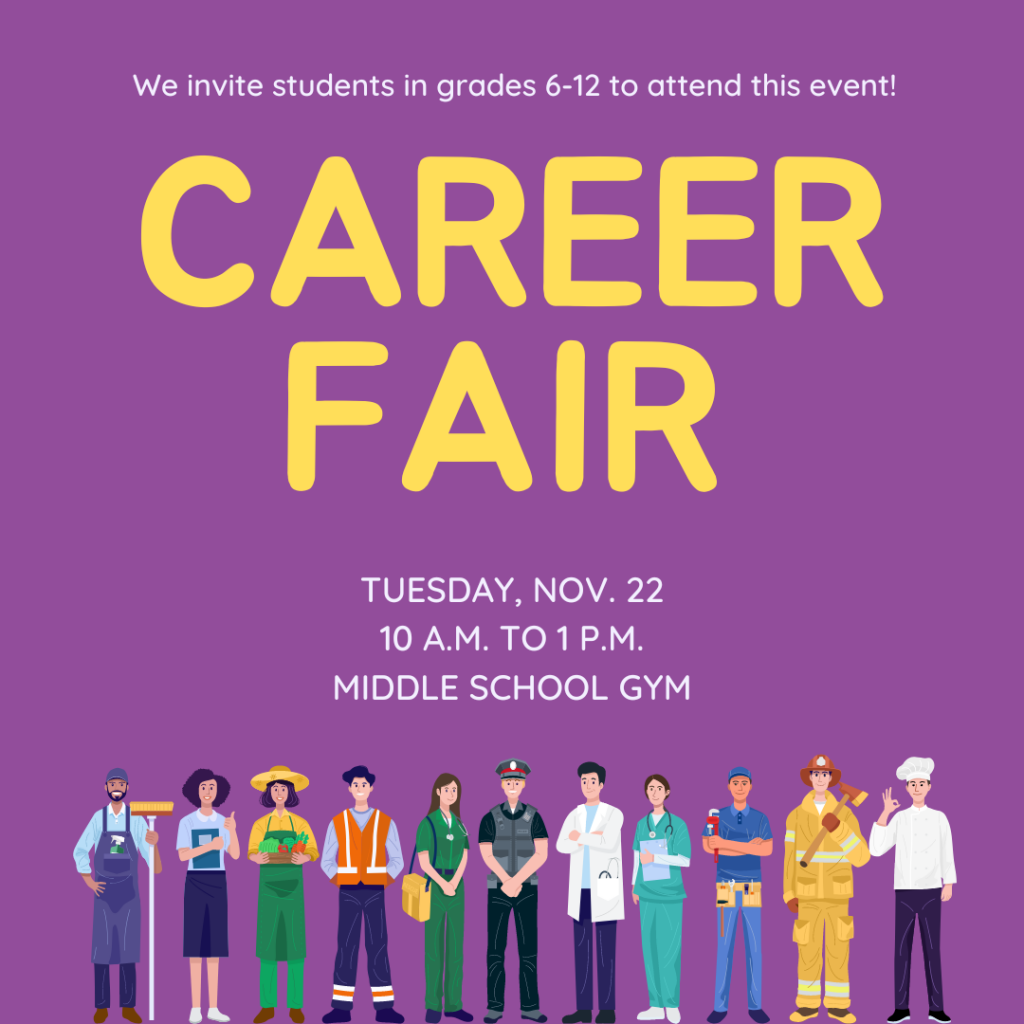 We invite students in grades 6-12 to attend this event!
CAREER
FAIR
TUESDAY, NOV. 22
10 A.M. TO 1 P.M.
MIDDLE SCHOOL GYM